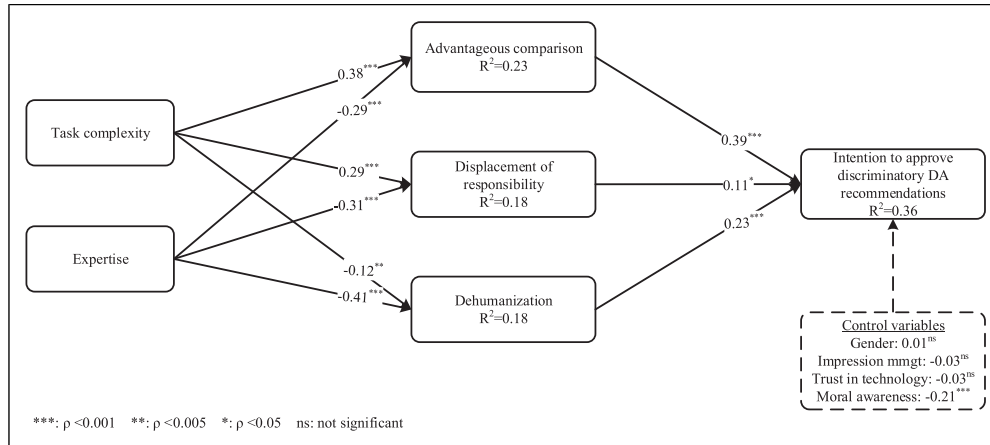 Advantageous comparison
R²=0.23
0.38***
-0.29***
Task complexity
0.39***
0.29***
Displacement of
responsibility
R²=0.18
0.11*
Intention to approve
discriminatory DA
recommendations
R²=0.36
-0.31***
0.23***
Expertise
-0.12**
-0.41***
Dehumanization
R²=0.18
Control variables
Gender: 0.01ns
Impression mmgt: -0.03ns
Trust in technology: -0.03ns
Moral awareness: -0.21***
***: ρ <0.001 **: ρ <0.005 *: ρ <0.05 ns: not significant